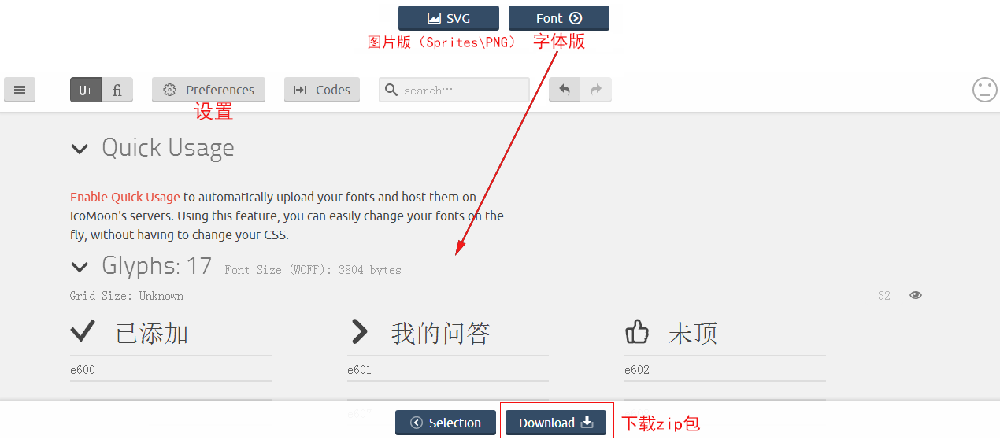 SVG Font
图片版（Sprites\PNG） 字体版
U+ fi Preferences Codes search…
设置
Quick Usage
Enable Quick Usage to automatically upload your fonts and host them on
IcoMoon's servers. Using this feature, you can easily change your fonts on the
fly, without having to change your CSS.
Glyphs: 17 Font Size (WOFF): 3804 bytes
Grid Size: Unknown 32
已添加 我的问答 未顶
e600 e601 e602
Selection Download 下载zip包